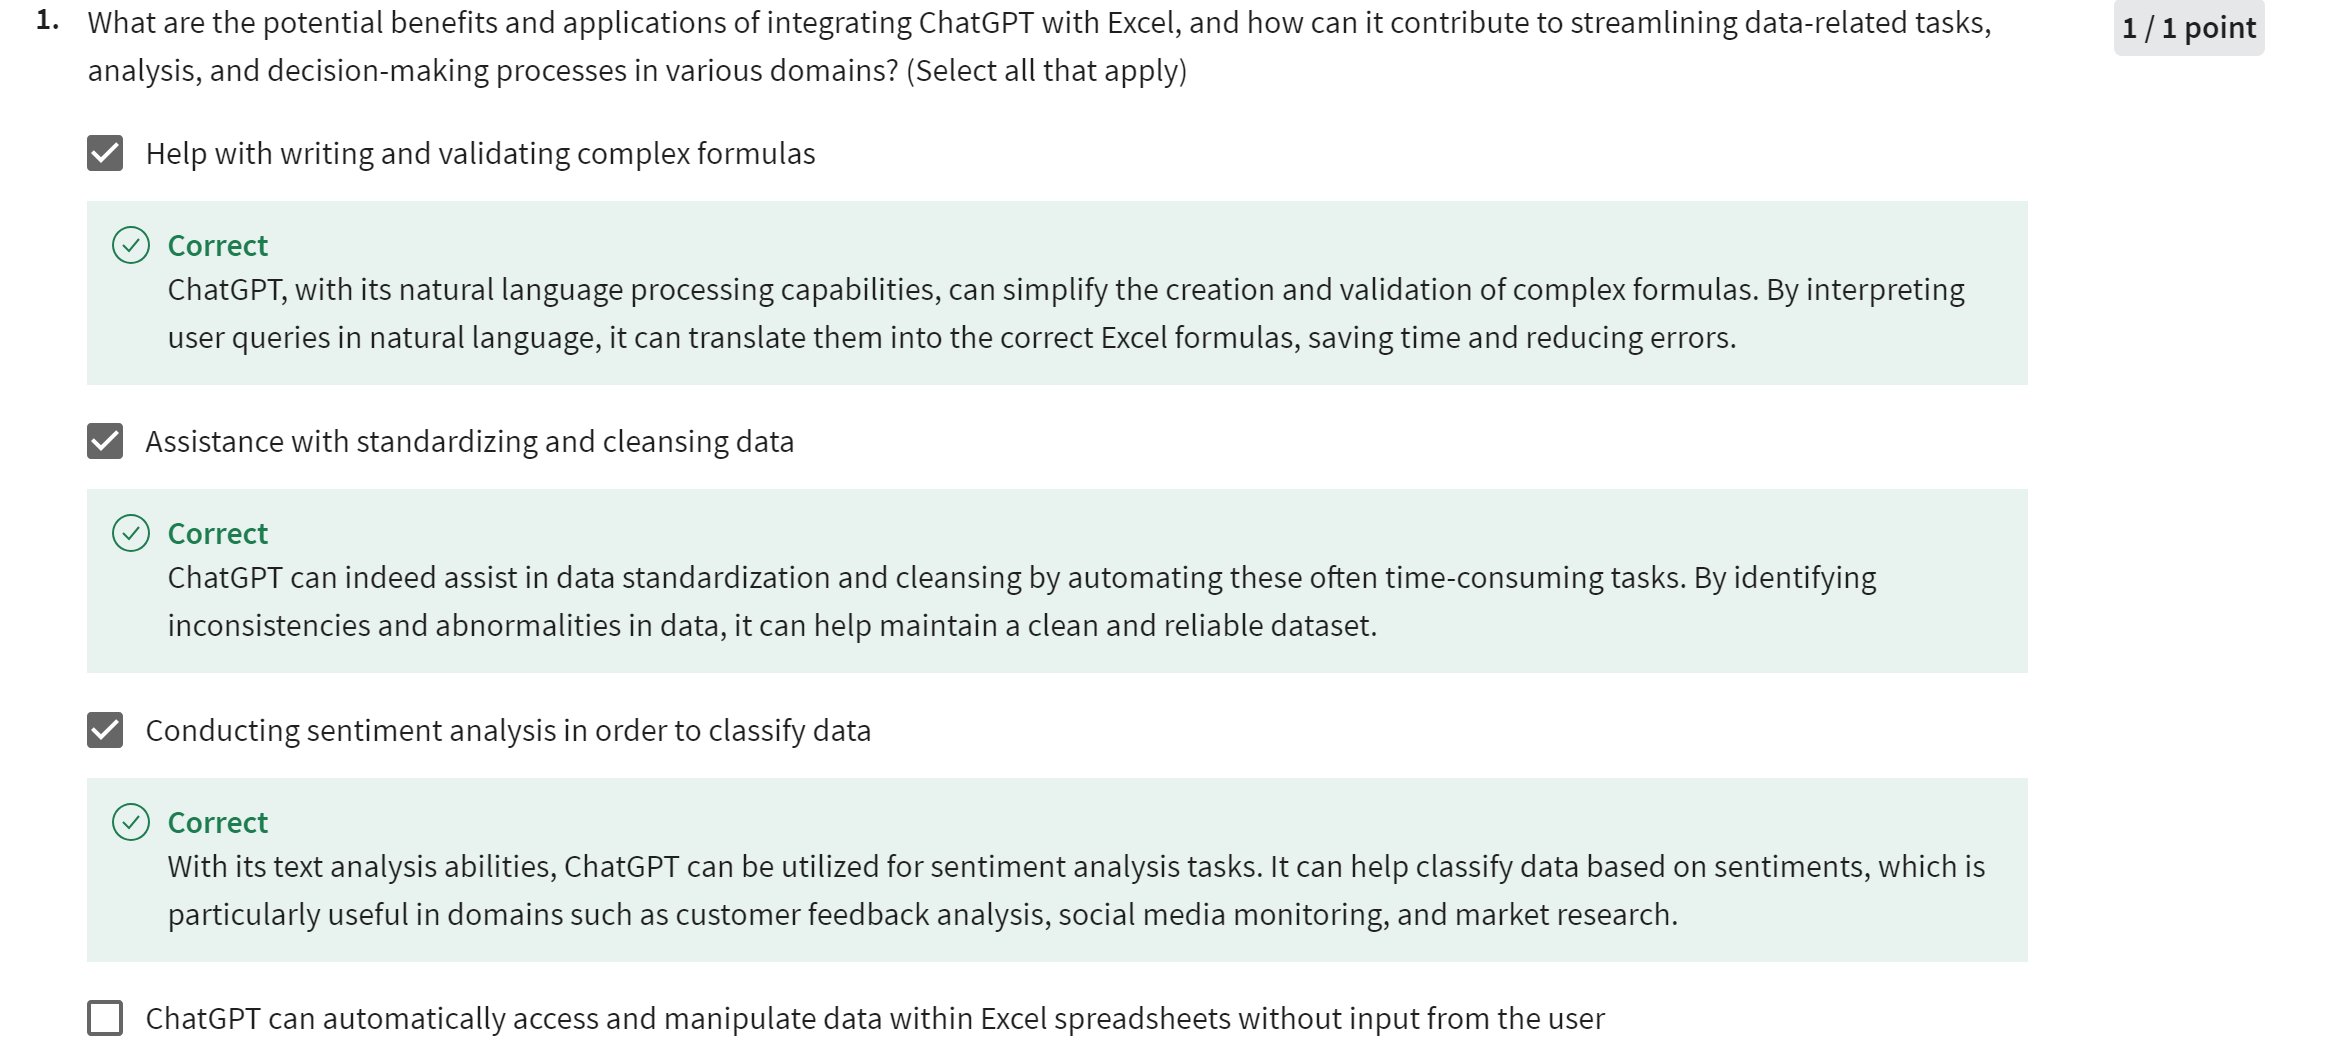 1. What are the potential benefits and applications of integrating ChatGPT with Excel, and how can it contribute to streamlining data-related tasks,
analysis, and decision-making processes in various domains? (Select all that apply)
1 / 1 point
Help with writing and validating complex formulas
Correct
ChatGPT, with its natural language processing capabilities, can simplify the creation and validation of complex formulas. By interpreting
user queries in natural language, it can translate them into the correct Excel formulas, saving time and reducing errors.
Assistance with standardizing and cleansing data
Correct
ChatGPT can indeed assist in data standardization and cleansing by automating these often time-consuming tasks. By identifying
inconsistencies and abnormalities in data, it can help maintain a clean and reliable dataset.
Conducting sentiment analysis in order to classify data
Correct
With its text analysis abilities, ChatGPT can be utilized for sentiment analysis tasks. It can help classify data based on sentiments, which is
particularly useful in domains such as customer feedback analysis, social media monitoring, and market research.
ChatGPT can automatically access and manipulate data within Excel spreadsheets without input from the user